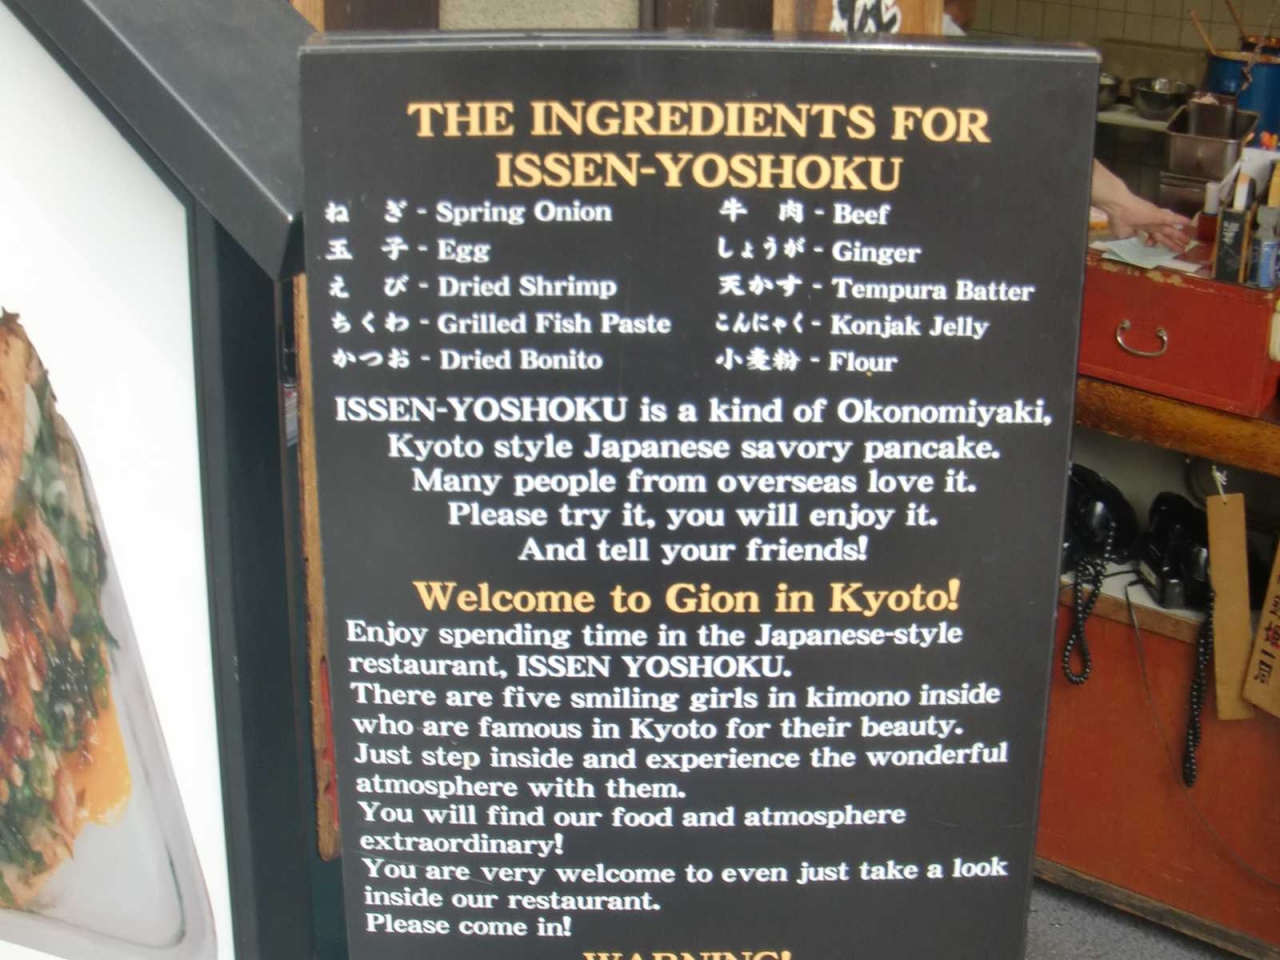 THE INGREDIENTS FOR
ISSEN-YOSHOKU
ねぎ - Spring Onion
牛肉 - Beef
玉子 - Egg
しょうが - Ginger
えび - Dried Shrimp
天かす - Tempura Batter
ちくわ - Grilled Fish Paste
こんにゃく - Konjak Jelly
かつお - Dried Bonito
小麦粉 - Flour
ISSEN-YOSHOKU is a kind of Okonomiyaki,
Kyoto style Japanese savory pancake.
Many people from overseas love it.
Please try it, you will enjoy it.
And tell your friends!
Welcome to Gion in Kyoto!
Enjoy spending time in the Japanese-style
restaurant, ISSEN YOSHOKU.
There are five smiling girls in kimono inside
who are famous in Kyoto for their beauty.
Just step inside and experience the wonderful
atmosphere with them.
You will find our food and atmosphere
extraordinary!
You are very welcome to even just take a look
inside our restaurant.
Please come in!
WARNING!